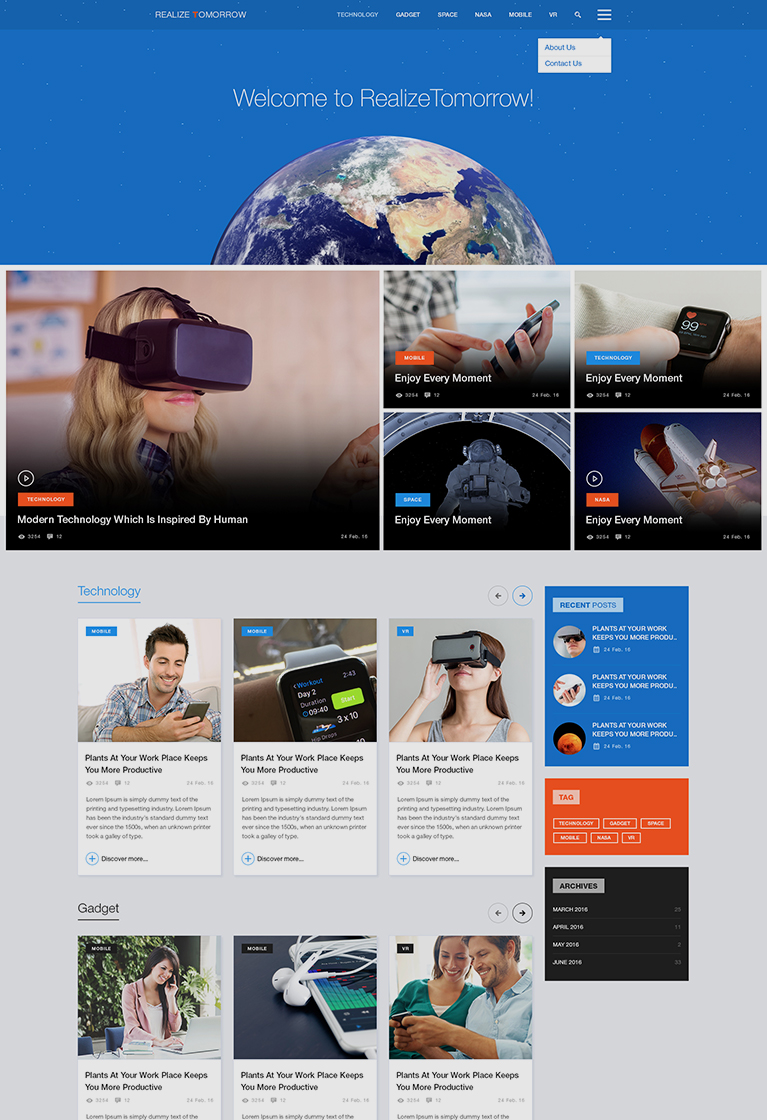 REALIZE TOMORROW
TECHNOLOGY GADGET SPACE NASA MOBILE VR
About Us
Contact Us
Welcome to RealizeTomorrow!
TECHNOLOGY
Modern Technology Which Is Inspired By Human
3254 12 24 Feb. 16
MOBILE
Enjoy Every Moment
3254 12 24 Feb. 16
99
TECHNOLOGY
Enjoy Every Moment
3254 12 24 Feb. 16
SPACE
Enjoy Every Moment
NASA
Enjoy Every Moment
3254 12 24 Feb. 16
Technology
MOBILE
Plants At Your Work Place Keeps
You More Productive
3254 12 24 Feb. 16
Lorem Ipsum is simply dummy text of the
printing and typesetting industry. Lorem Ipsum
has been the industry's standard dummy text
ever since the 1500s, when an unknown printer
took a galley of type.
Discover more...
MOBILE
Workout 2:43
Day 2
Duration
09:40
Start
3 x 10
Hip Drops
Plants At Your Work Place Keeps
You More Productive
3254 12 24 Feb. 16
Lorem Ipsum is simply dummy text of the
printing and typesetting industry. Lorem Ipsum
has been the industry's standard dummy text
ever since the 1500s, when an unknown printer
took a galley of type.
Discover more...
VR
Plants At Your Work Place Keeps
You More Productive
3254 12 24 Feb. 16
Lorem Ipsum is simply dummy text of the
printing and typesetting industry. Lorem Ipsum
has been the industry's standard dummy text
ever since the 1500s, when an unknown printer
took a galley of type.
Discover more...
RECENT POSTS
PLANTS AT YOUR WORK
KEEPS YOU MORE PRODU..
24 Feb. 16
PLANTS AT YOUR WORK
KEEPS YOU MORE PRODU..
24 Feb. 16
PLANTS AT YOUR WORK
KEEPS YOU MORE PRODU..
24 Feb. 16
TAG
TECHNOLOGY GADGET SPACE
MOBILE NASA VR
ARCHIVES
MARCH 2016 25
APRIL 2016 11
MAY 2016 2
JUNE 2016 33
Gadget
MOBILE
Plants At Your Work Place Keeps
You More Productive
3254 12 24 Feb. 16
Lorem Ipsum is simply dummy text of the
MOBILE
Plants At Your Work Place Keeps
You More Productive
3254 12 24 Feb. 16
Lorem Ipsum is simply dummy text of the
VR
Plants At Your Work Place Keeps
You More Productive
3254 12 24 Feb. 16
Lorem Ipsum is simply dummy text of the